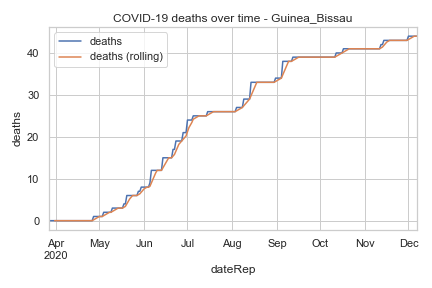 COVID-19 deaths over time - Guinea_Bissau
deaths
deaths (rolling)
deaths
40
30
20
10
0
Apr May Jun Jul Aug Sep Oct Nov Dec
2020
dateRep